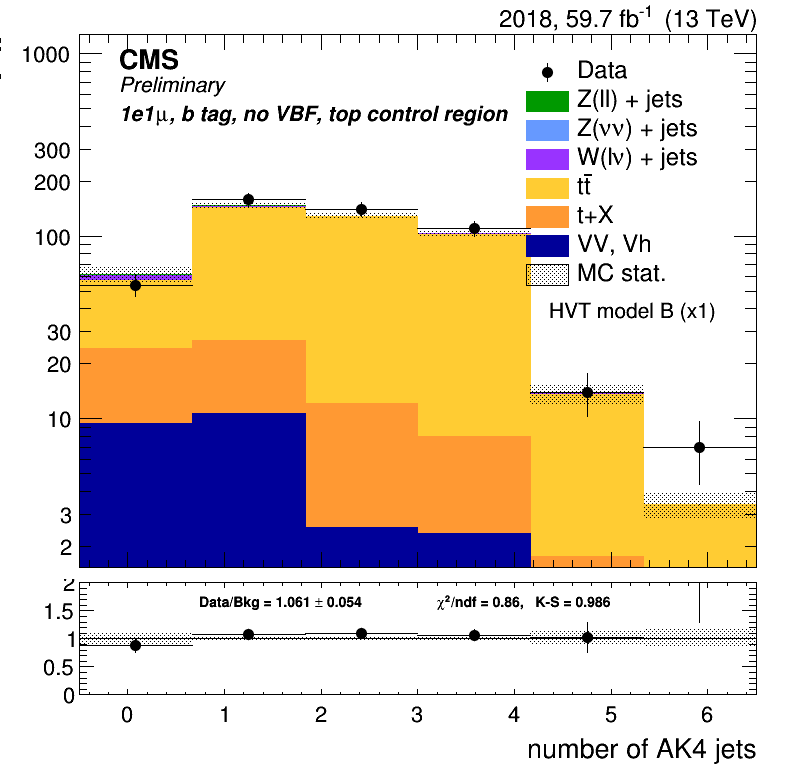 2018, 59.7 fb⁻¹ (13 TeV)
CMS
Preliminary
1e1μ, b tag, no VBF, top control region
Data
Z(ll) + jets
Z(νν) + jets
W(lν) + jets
tt̄
t+X
VV, Vh
MC stat.
HVT model B (x1)
1000
300
200
100
30
20
10
3
2
Data/Bkg = 1.061 ± 0.054
χ²/ndf = 0.86, K-S = 0.986
2
1.5
1
0.5
0
0 1 2 3 4 5 6
number of AK4 jets